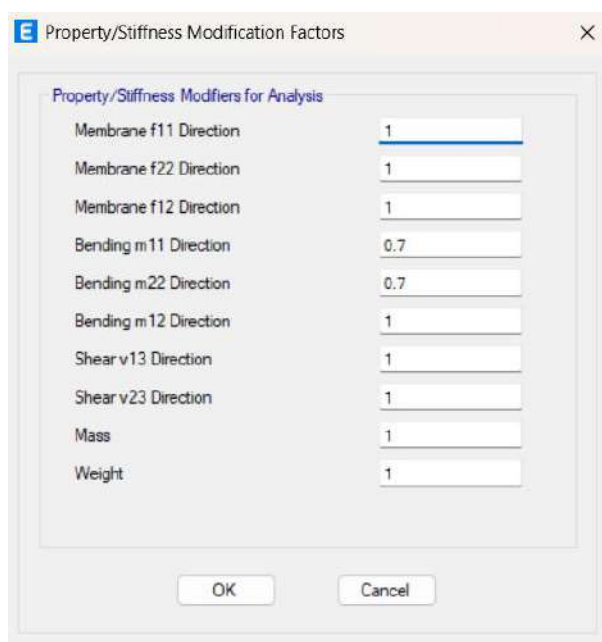 E Property/Stiffness Modification Factors ×
Property/Stiffness Modifiers for Analysis
Membrane f11 Direction 1
Membrane f22 Direction 1
Membrane f12 Direction 1
Bending m11 Direction 0.7
Bending m22 Direction 0.7
Bending m12 Direction 1
Shear v13 Direction 1
Shear v23 Direction 1
Mass 1
Weight 1
OK Cancel